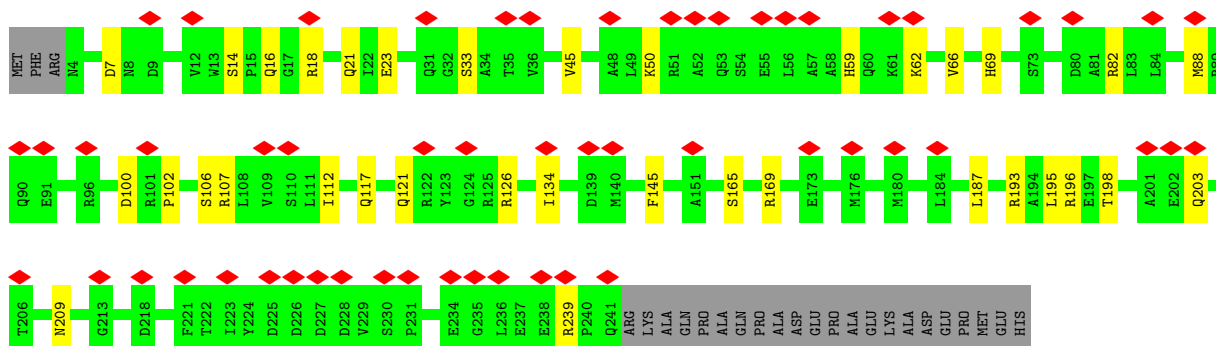 MET PHE ARG N4 D7 N8 D9 V12 W13 S14 P15 Q16 G17 R18 Q21 I22 E23 Q31 G32 S33 A34 T35 V36 V45 A48 L49 K50 R51 A52 Q53 S54 E55 L56 A57 A58 H59 Q60 K61 K62 V66 H69 S73 D80 A81 R82 L83 L84 M88 R89
Q90 E91 R96 D100 R101 P102 S106 R107 L108 V109 S110 L111 I112 Q117 Q121 R122 Y123 G124 R125 R126 I134 D139 M140 F145 A151 S165 R169 E173 M176 M180 L184 L187 R193 A194 L195 R196 E197 T198 A201 E202 Q203
T206 N209 G213 D218 F221 T222 I223 Y224 D225 D226 D227 D228 V229 S230 P231 E234 G235 L236 E237 E238 R239 P240 Q241 ARG LYS ALA GLN PRO ALA GLN PRO ALA ASP GLU PRO ALA GLU LYS ALA ASP GLU PRO MET GLU HIS